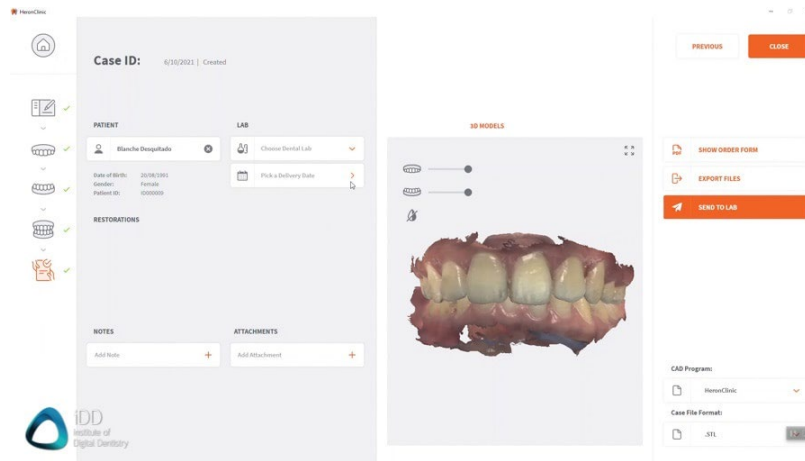 HeronClinic
PREVIOUS
CLOSE
Case ID:
6/10/2021 | Created
PATIENT
LAB
Blanche Desquitado
Choose Dental Lab
Date of Birth: 20/08/1991
Gender: Female
Patient ID: ID000008
Pick a Delivery Date
RESTORATIONS
NOTES
ATTACHMENTS
Add Note
Add Attachment
3D MODELS
PDF
SHOW ORDER FORM
EXPORT FILES
SEND TO LAB
CAD Program:
HeronClinic
Case File Format:
.STL
iDD
Institute of
Digital Dentistry